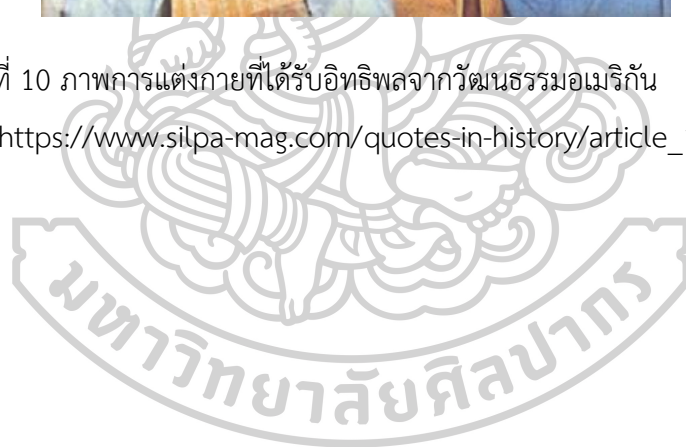 ที่ 10 ภาพการแต่งกายที่ได้รับอิทธิพลจากวัฒนธรรมอเมริกัน
https://www.silpa-mag.com/quotes-in-history/article_
มหาวิทยาลัยศิลปากร